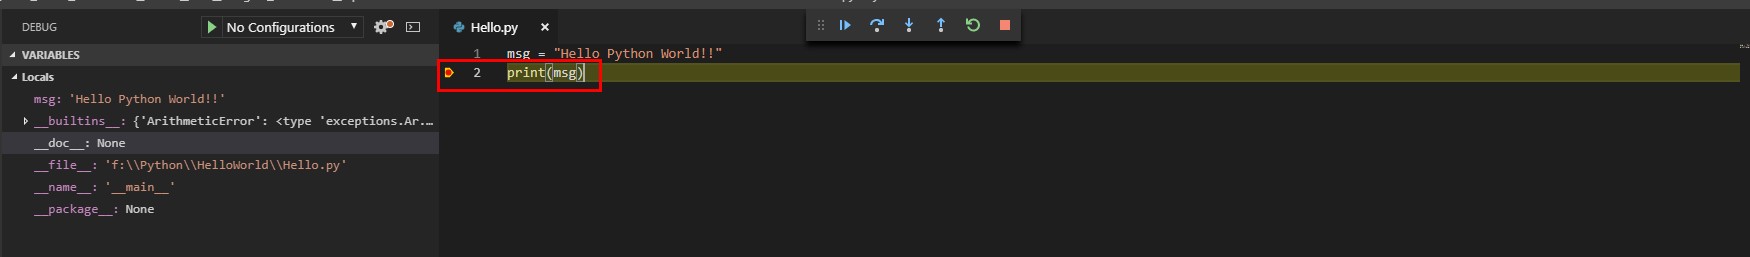 DEBUG
No Configurations
VARIABLES
Locals
msg: 'Hello Python World!!'
__builtins__: {'ArithmeticError': <type 'exceptions.Ar...
__doc__: None
__file__: 'f:\\Python\\HelloWorld\\Hello.py'
__name__: '__main__'
__package__: None
Hello.py
1 msg = "Hello Python World!!"
2 print(msg)